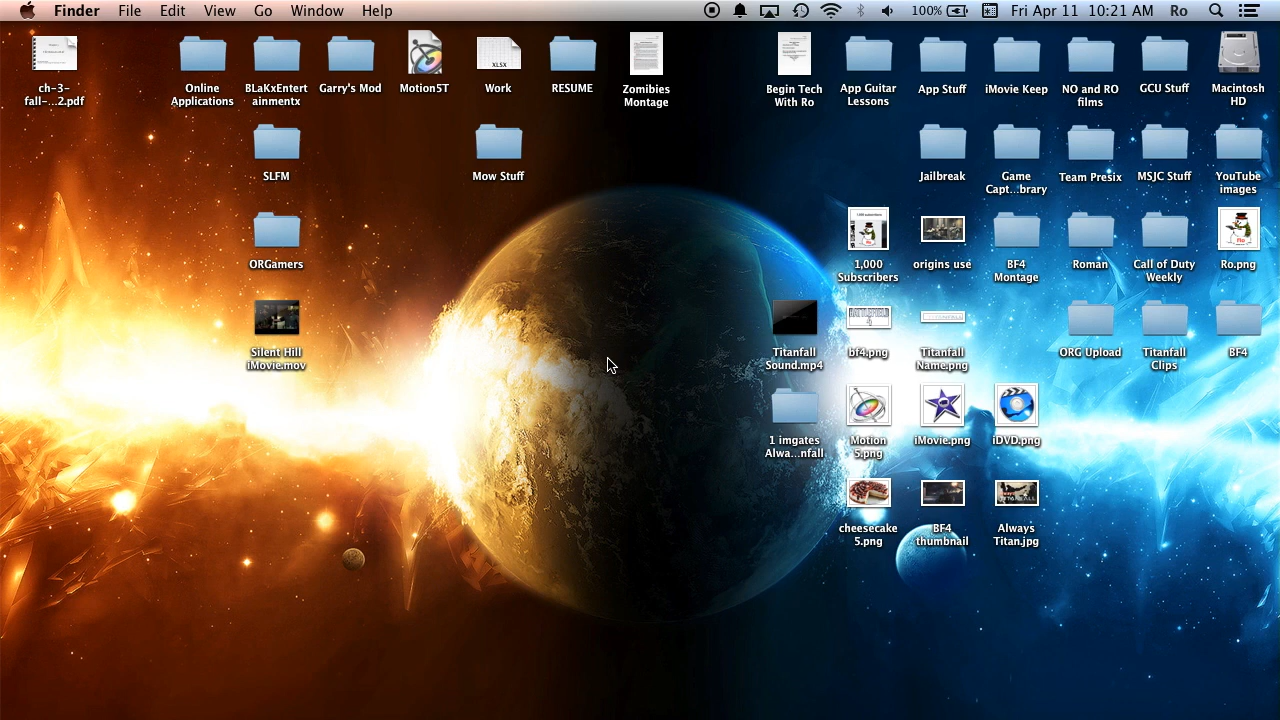 Finder File Edit View Go Window Help 100% Fri Apr 11 10:21 AM Ro
ch-3-
fall-...2.pdf
Online
Applications
BLaKxEntert
ainmentx
Garry's Mod
Motion5T
XLSX
Work
RESUME
Zomibies
Montage
Begin Tech
With Ro
App Guitar
Lessons
App Stuff
iMovie Keep
NO and RO
films
GCU Stuff
Macintosh
HD
SLFM
Mow Stuff
Jailbreak
Game
Capt...brary
Team Presix
MSJC Stuff
YouTube
images
ORGamers
1,000
Subscribers
origins use
BF4
Montage
Roman
Call of Duty
Weekly
Ro.png
Silent Hill
iMovie.mov
Titanfall
Sound.mp4
bf4.png
Titanfall
Name.png
ORG Upload
Titanfall
Clips
BF4
1 imgates
Alwa...nfall
Motion
5.png
iMovie.png
iDVD.png
cheesecake
5.png
BF4
thumbnail
Always
Titan.jpg